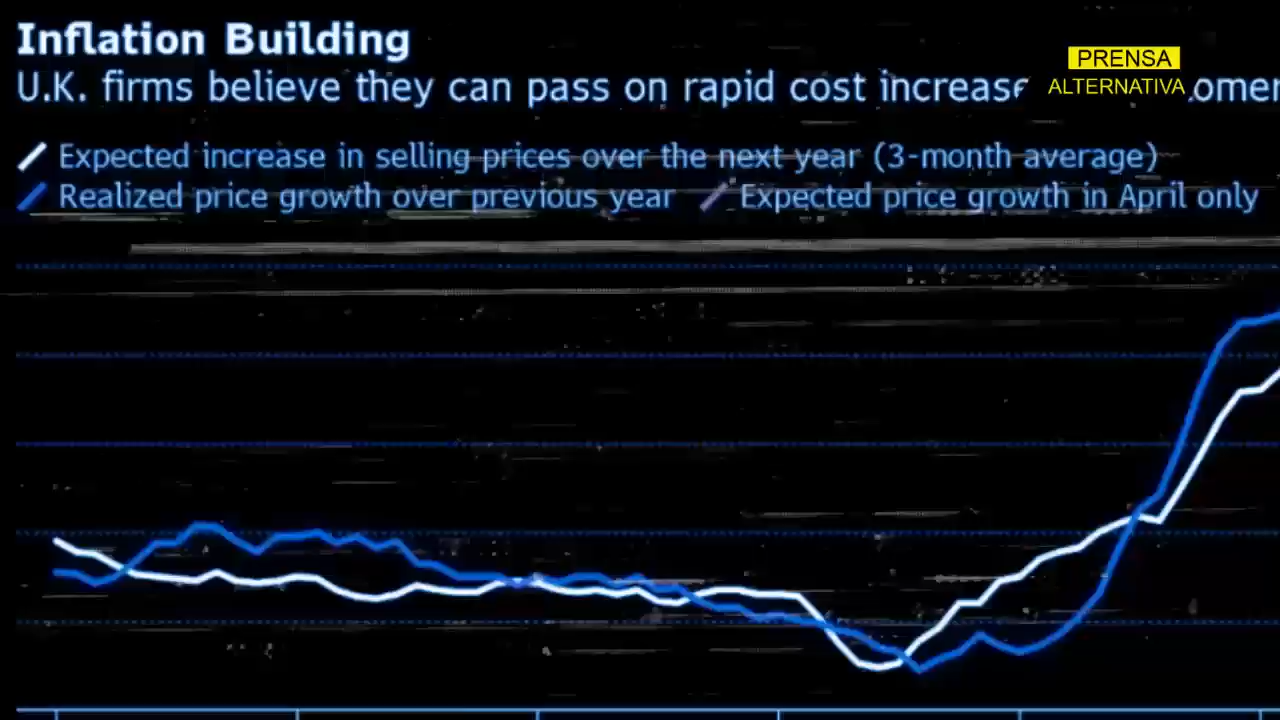 Inflation Building
U.K. firms believe they can pass on rapid cost
PRENSA
ALTERNATIVA
Expected increase in selling prices over the next year (3-month average)
Realized price growth over previous year
Expected price growth in April only